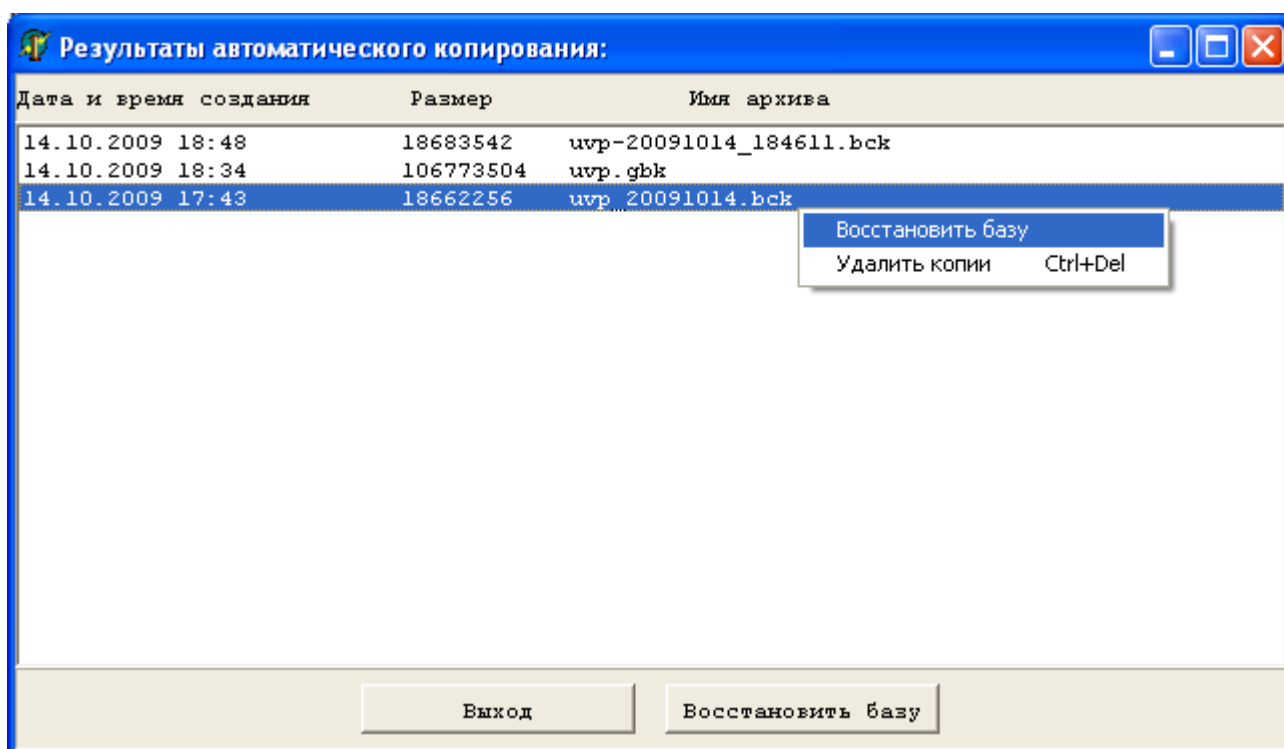 Результаты автоматического копирования:
Дата и время создания Размер Имя архива
14.10.2009 18:48 18683542 uvp-20091014_184611.bck
14.10.2009 18:34 106773504 uvp.gbk
14.10.2009 17:43 18662256 uvp_20091014.bck
Восстановить базу
Удалить копии Ctrl+Del
Выход Восстановить базу